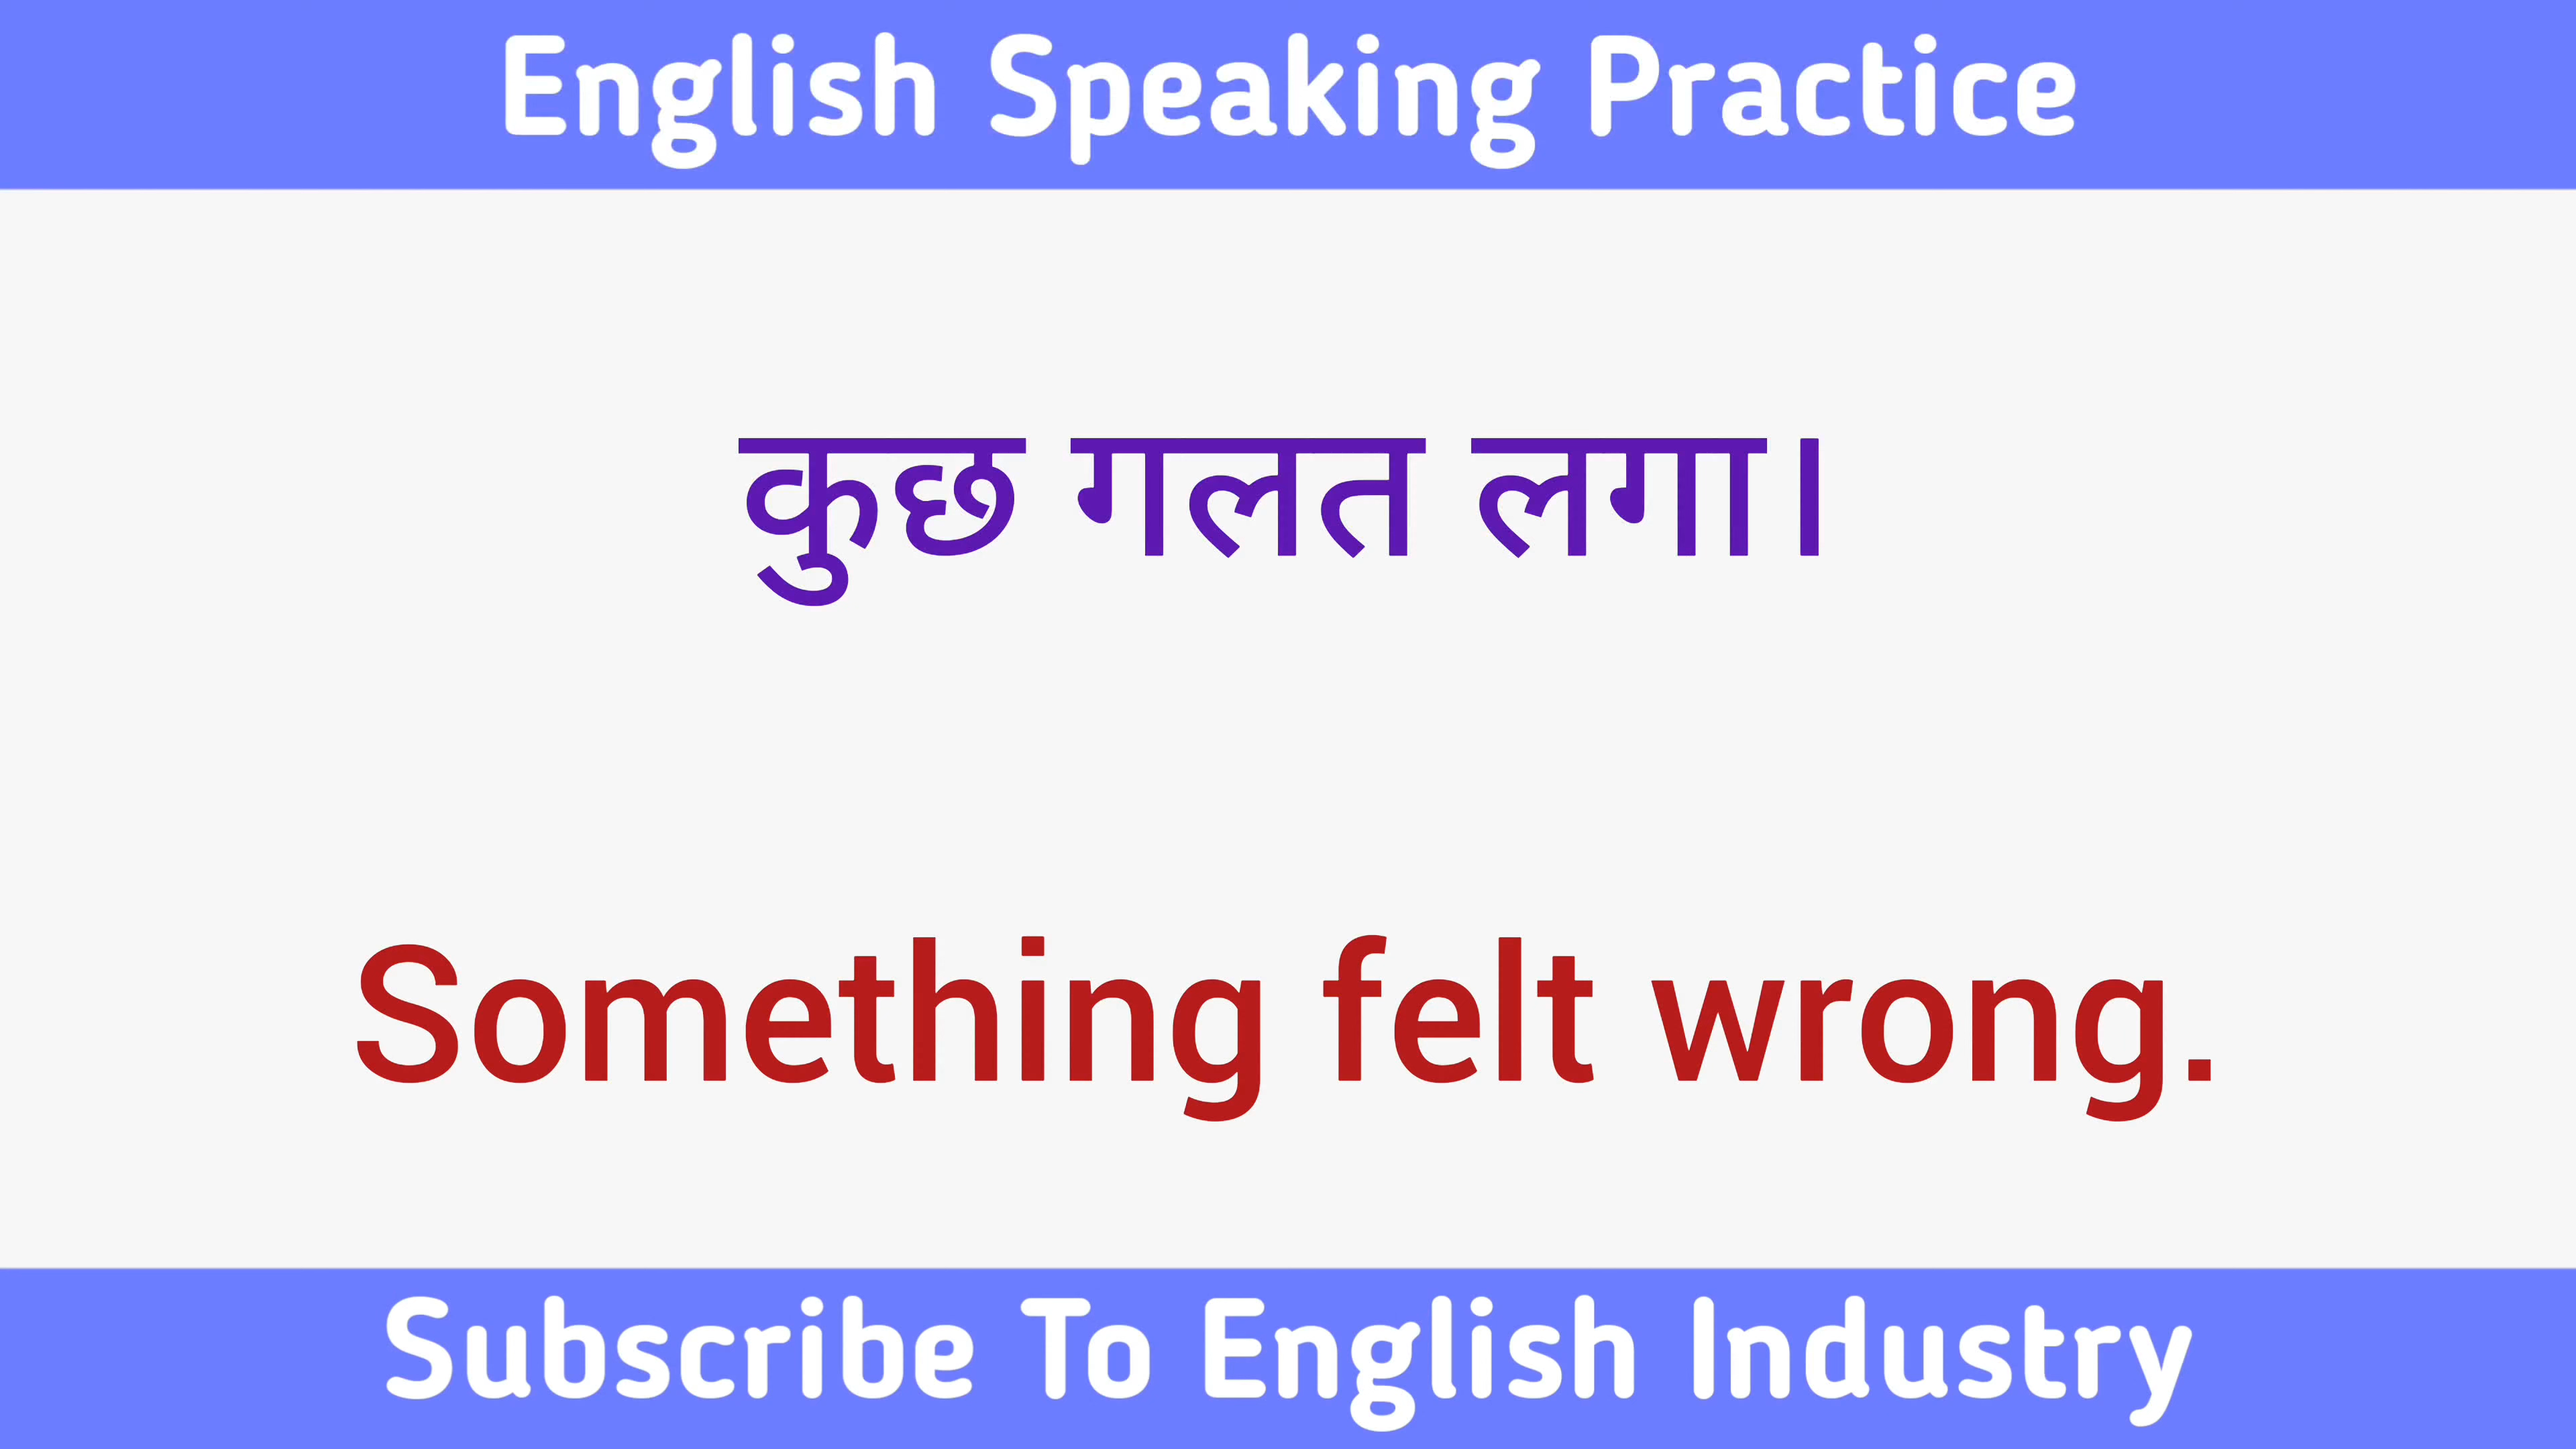 English Speaking Practice
कुछ गलत लगा।
Something felt wrong.
Subscribe To English Industry